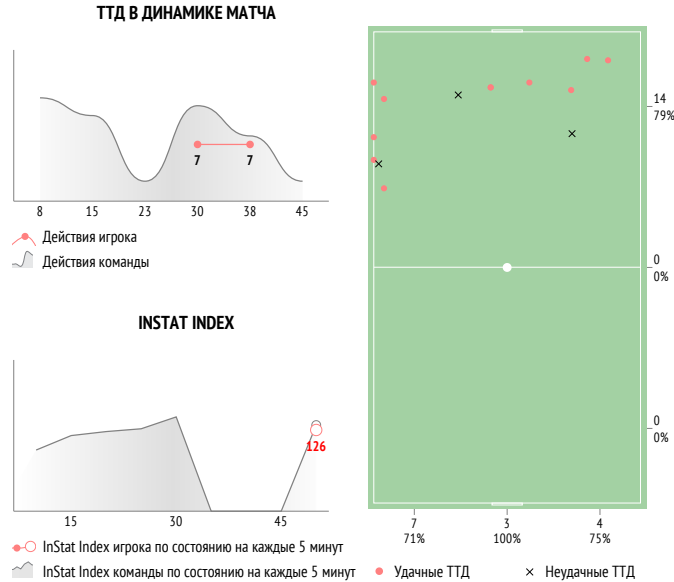 ТТД В ДИНАМИКЕ МАТЧА
7 7
8 15 23 30 38 45
Действия игрока
Действия команды
INSTAT INDEX
126
15 30 45
InStat Index игрока по состоянию на каждые 5 минут
InStat Index команды по состоянию на каждые 5 минут
14
79%
0
0%
0
0%
7 3 4
71% 100% 75%
Удачные ТТД Неудачные ТТД